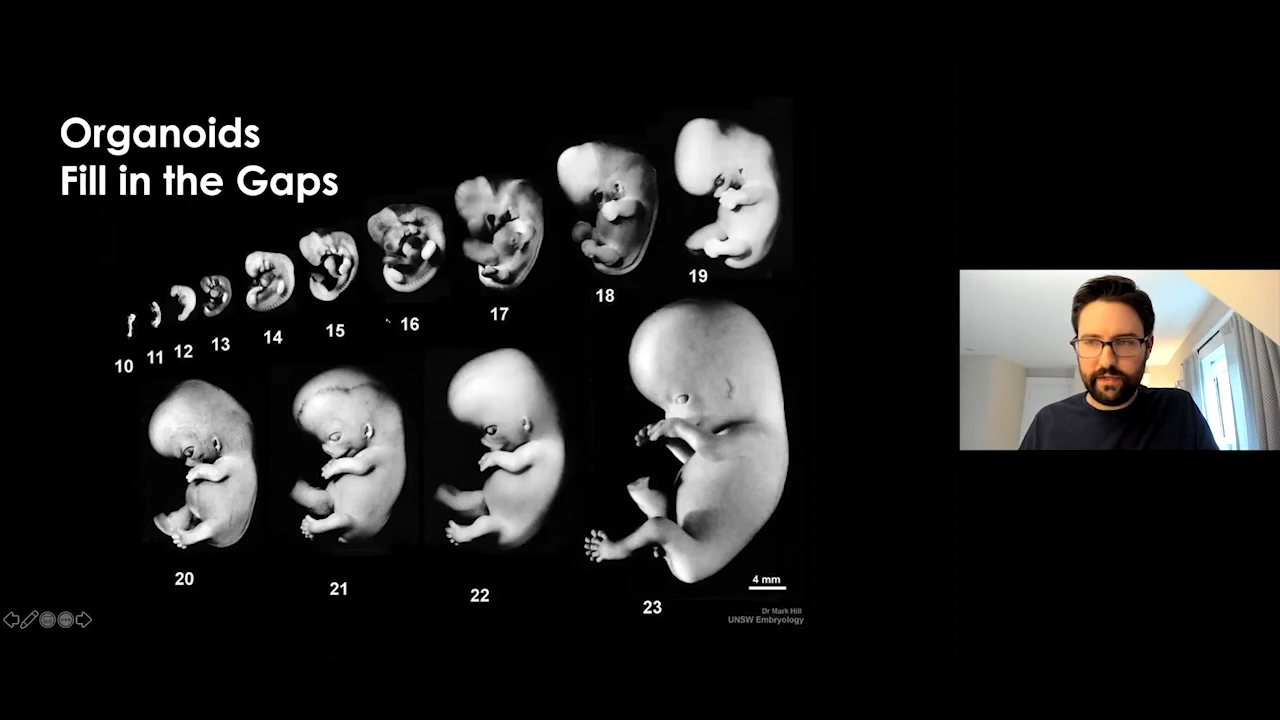 Organoids
Fill in the Gaps
10
11
12
13
14
15
16
17
18
19
20
21
22
23
4 mm
Dr Mark Hill
UNSW Embryology